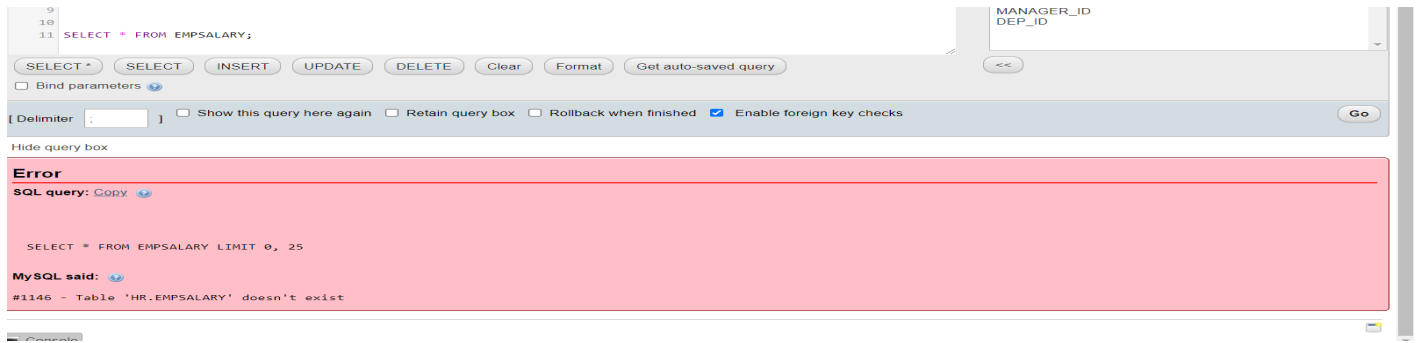 9
MANAGER_ID
10
DEP_ID
11 SELECT * FROM EMPSALARY;
SELECT * SELECT INSERT UPDATE DELETE Clear Format Get auto-saved query <<
Bind parameters
[ Delimiter ; ] Show this query here again Retain query box Rollback when finished Enable foreign key checks Go
Hide query box
Error
SQL query: Copy
SELECT * FROM EMPSALARY LIMIT 0, 25
MySQL said:
#1146 - Table 'HR.EMPSALARY' doesn't exist
Console